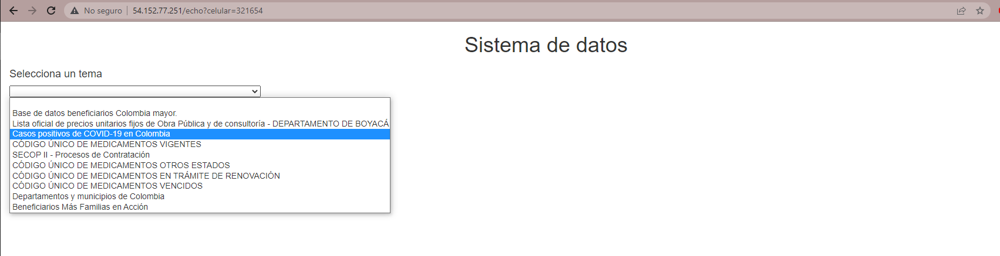 No seguro
54.152.77.251/echo?celular=321654
Sistema de datos
Selecciona un tema
Base de datos beneficiarios Colombia mayor.
Lista oficial de precios unitarios fijos de Obra Pública y de consultoría - DEPARTAMENTO DE BOYACÁ
Casos positivos de COVID-19 en Colombia
CÓDIGO ÚNICO DE MEDICAMENTOS VIGENTES
SECOP II - Procesos de Contratación
CÓDIGO ÚNICO DE MEDICAMENTOS OTROS ESTADOS
CÓDIGO ÚNICO DE MEDICAMENTOS EN TRÁMITE DE RENOVACIÓN
CÓDIGO ÚNICO DE MEDICAMENTOS VENCIDOS
Departamentos y municipios de Colombia
Beneficiarios Más Familias en Acción